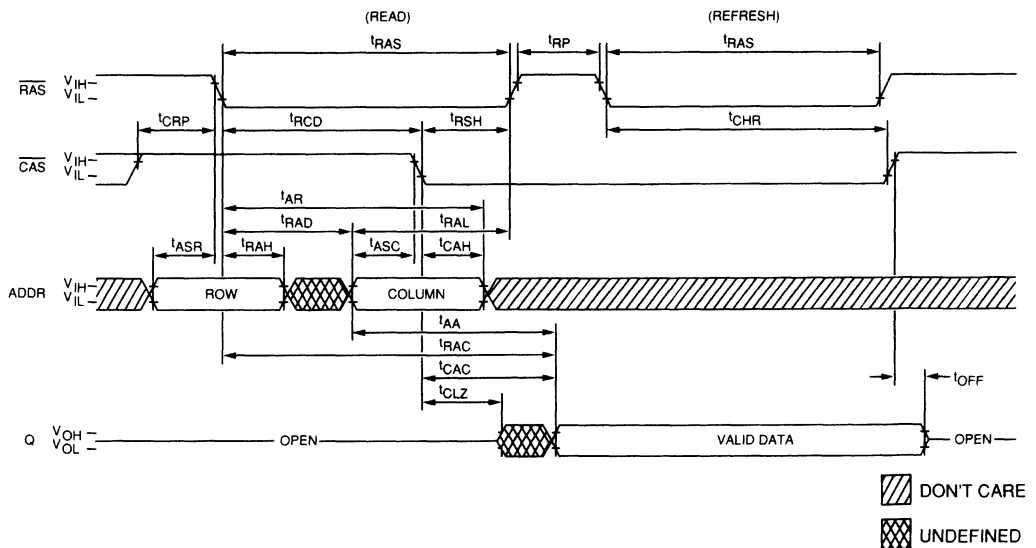 (READ) (REFRESH)
tRAS tRP tRAS
RAS VIH
VIL
tCRP tRCD tRSH tCHR
CAS VIH
VIL
tAR
tRAD tRAL
tASR tRAH tASC tCAH
ADDR VIH
VIL
ROW COLUMN
tAA
tRAC
tCAC
tCLZ tOFF
Q VOH
VOL
OPEN VALID DATA OPEN
DON'T CARE
UNDEFINED